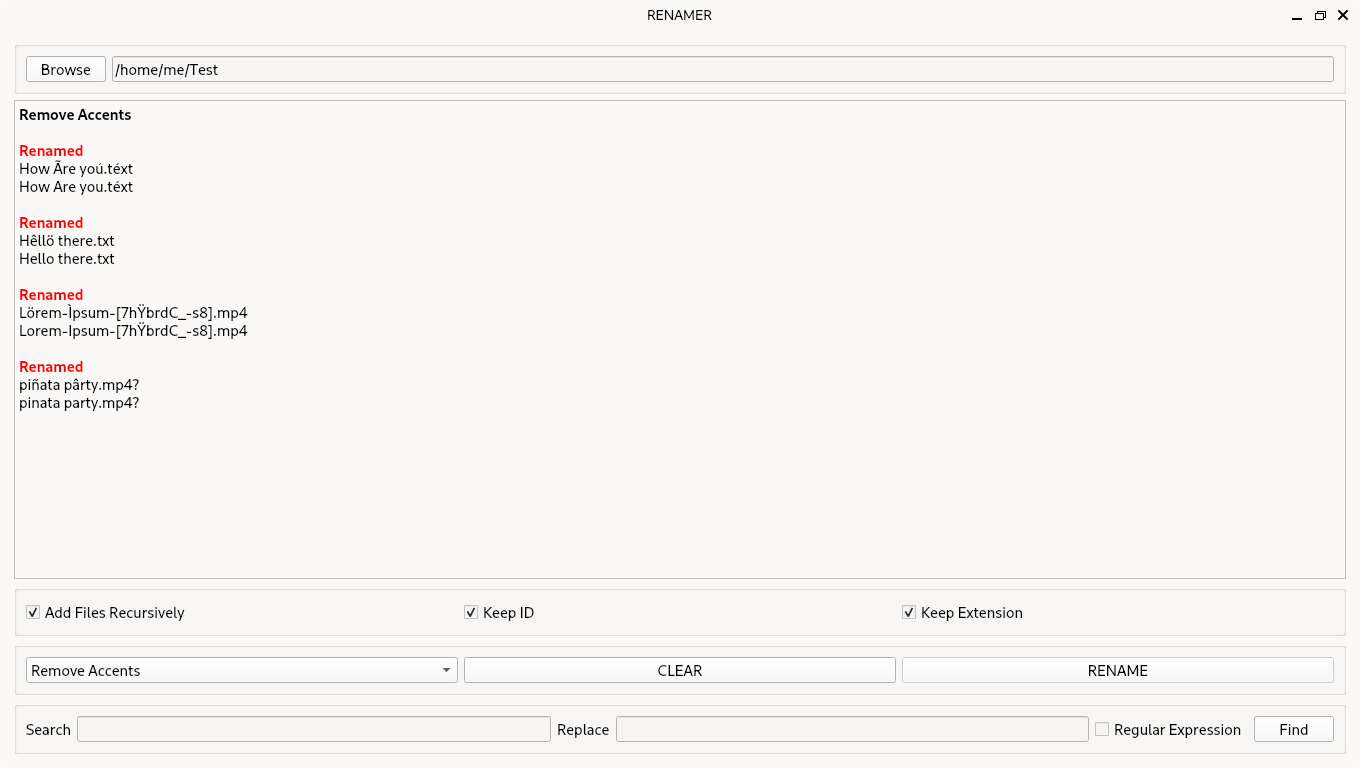 RENAMER
Browse
/home/me/Test
Remove Accents
Renamed
How Ãre yoú.téxt
How Are you.téxt
Renamed
Hêllö there.txt
Hello there.txt
Renamed
Lörem-Ìpsum-[7hŸbrdC_-s8].mp4
Lorem-Ipsum-[7hŸbrdC_-s8].mp4
Renamed
piñata pârty.mp4?
pinata party.mp4?
Add Files Recursively
Keep ID
Keep Extension
Remove Accents
CLEAR
RENAME
Search
Replace
Regular Expression
Find